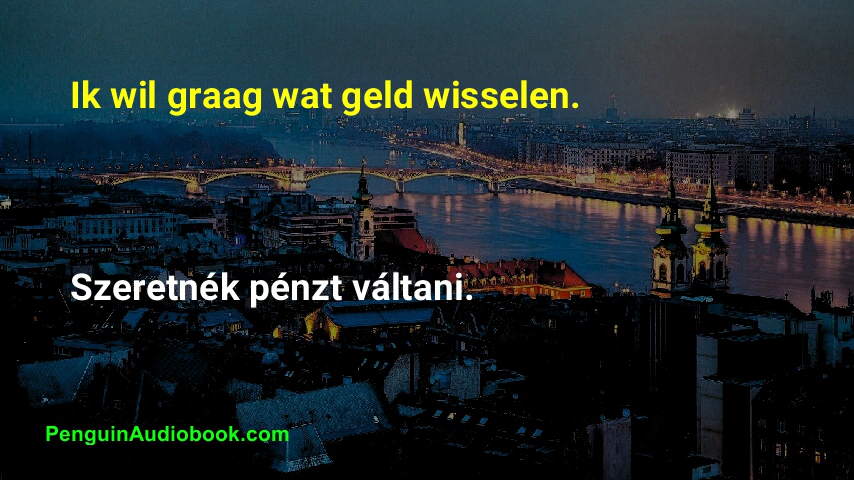 Ik wil graag wat geld wisselen.
Szeretnék pénzt váltani.
PenguinAudiobook.com